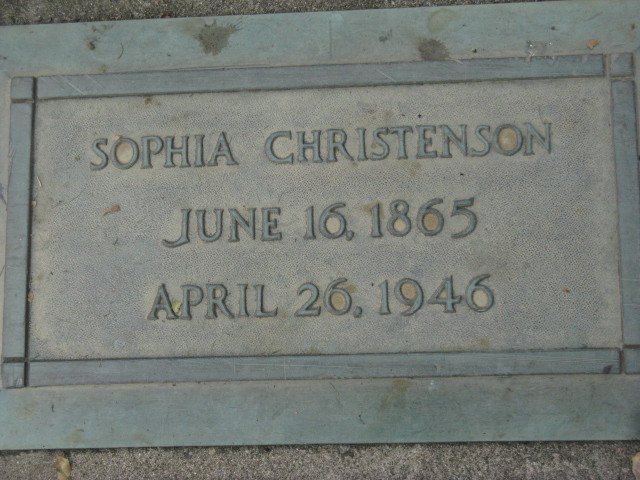 SOPHIA CHRISTENSON
JUNE 16, 1865
APRIL 26, 1946